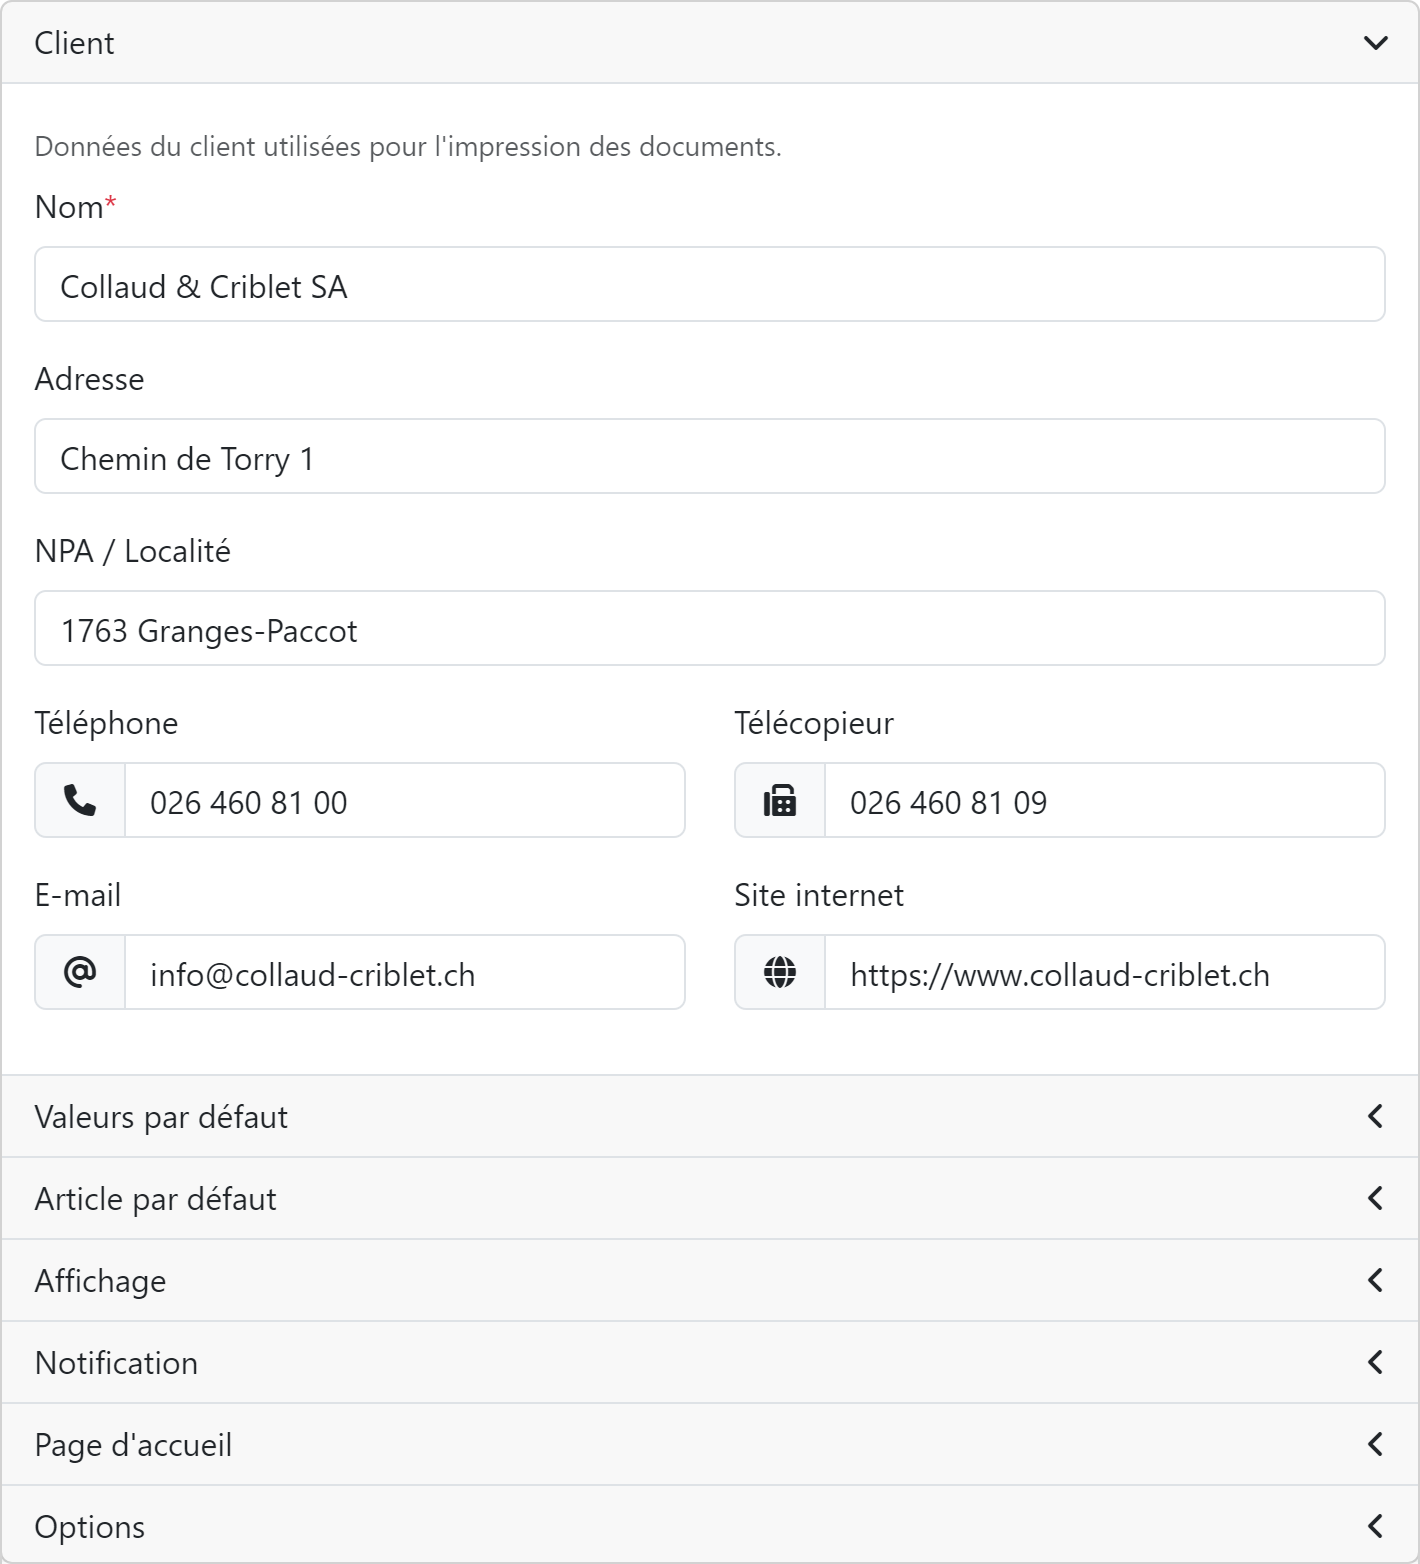 Client
Données du client utilisées pour l'impression des documents.
Nom*
Collaud & Criblet SA
Adresse
Chemin de Torry 1
NPA / Localité
1763 Granges-Paccot
Téléphone
Télécopieur
026 460 81 00
026 460 81 09
E-mail
Site internet
info@collaud-criblet.ch
https://www.collaud-criblet.ch
Valeurs par défaut
Article par défaut
Affichage
Notification
Page d'accueil
Options